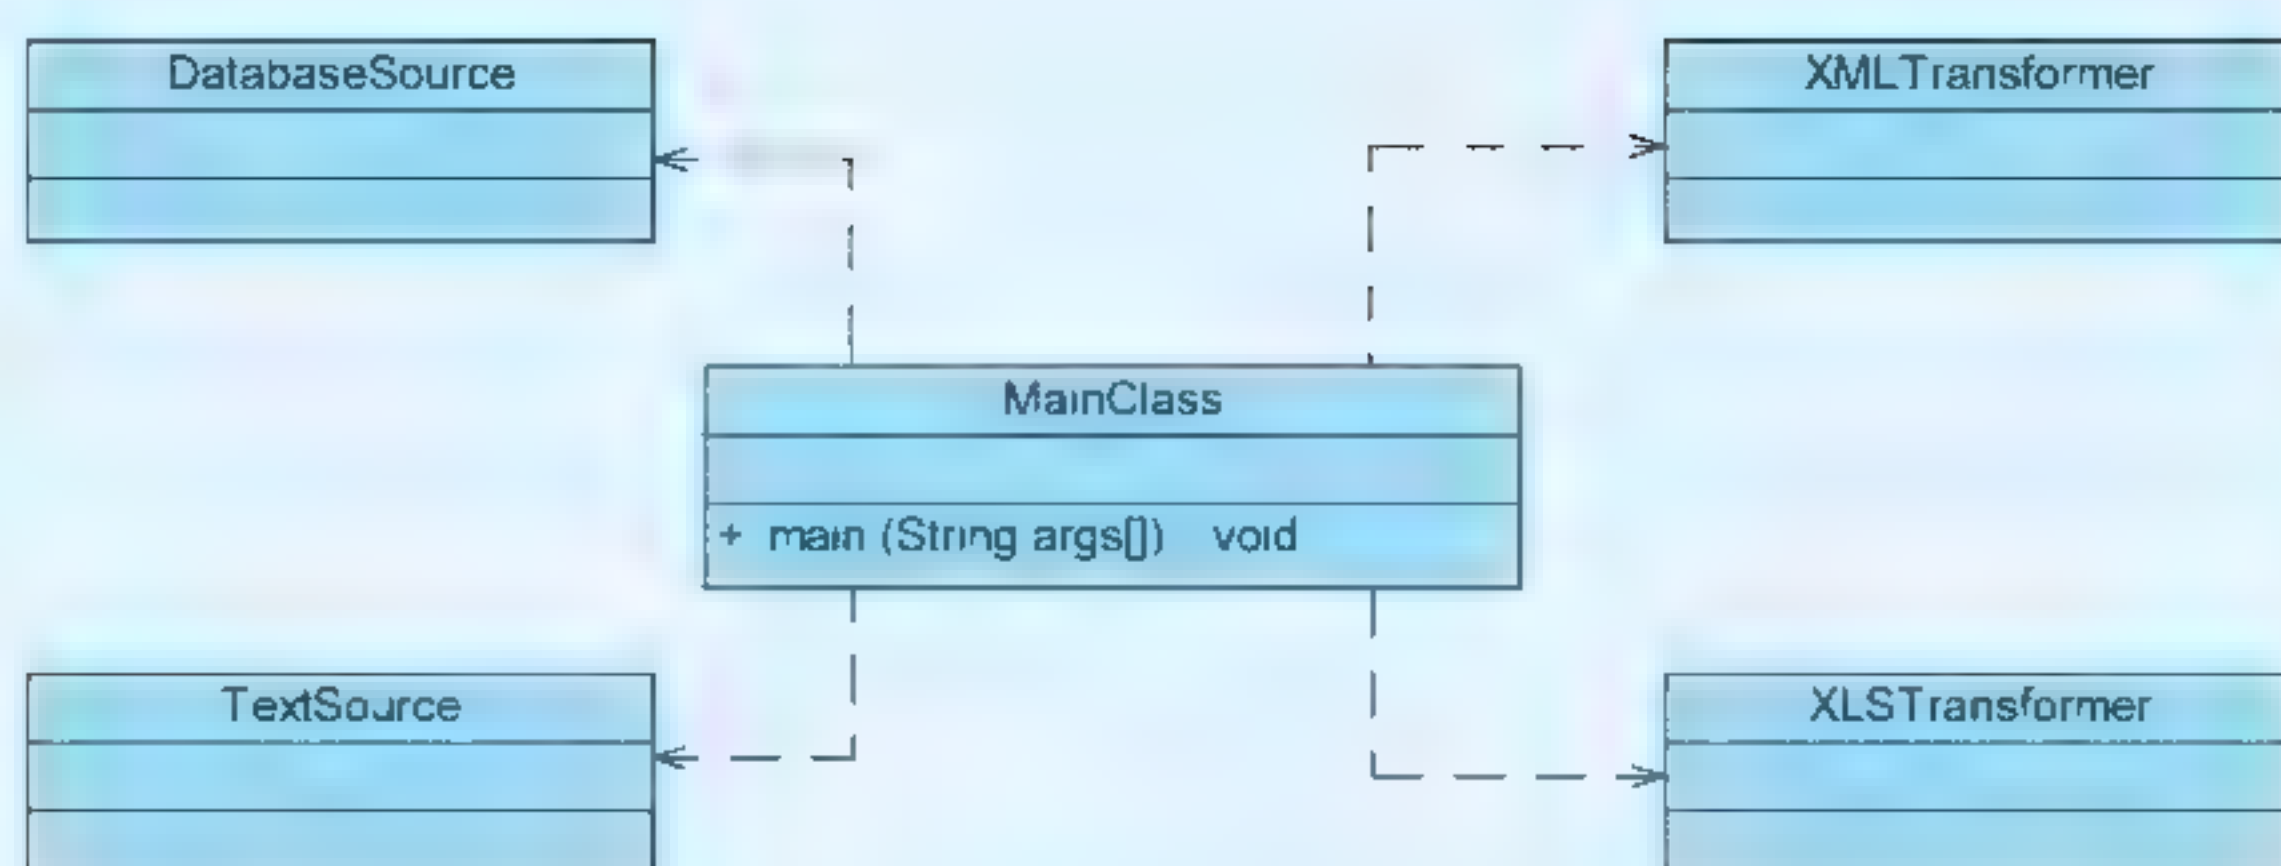 DatabaseSource
XMLTransformer
MainClass
+ main (String args[]) void
TextSource
XLSTransformer